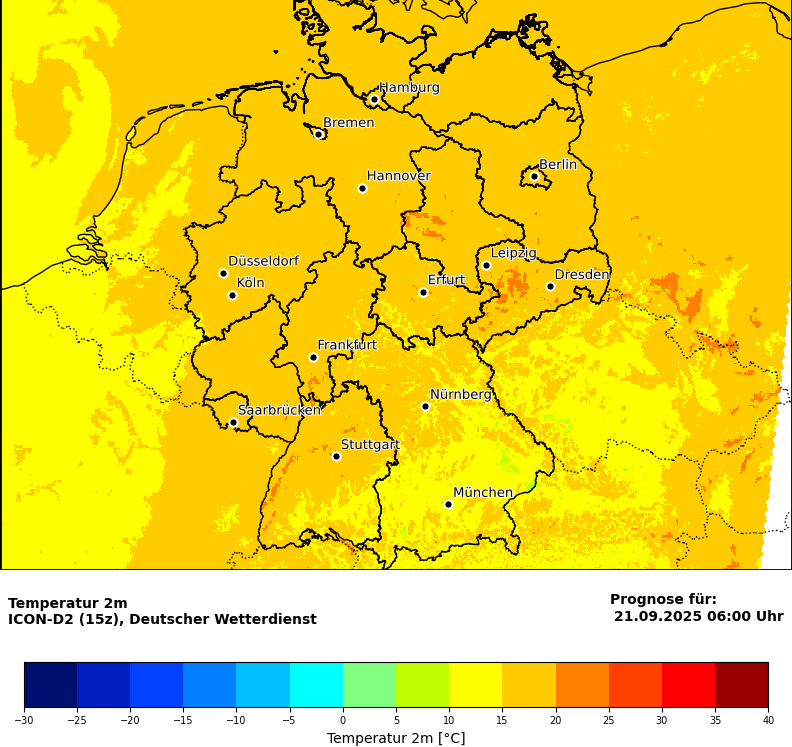 Hamburg
Bremen
Berlin
Hannover
Leipzig
Düsseldorf
Dresden
Köln
Erfurt
Frankfurt
Nürnberg
Saarbrücken
Stuttgart
München
Temperatur 2m
ICON-D2 (15z), Deutscher Wetterdienst
Prognose für:
21.09.2025 06:00 Uhr
−30 −25 −20 −15 −10 −5 0 5 10 15 20 25 30 35 40
Temperatur 2m [°C]